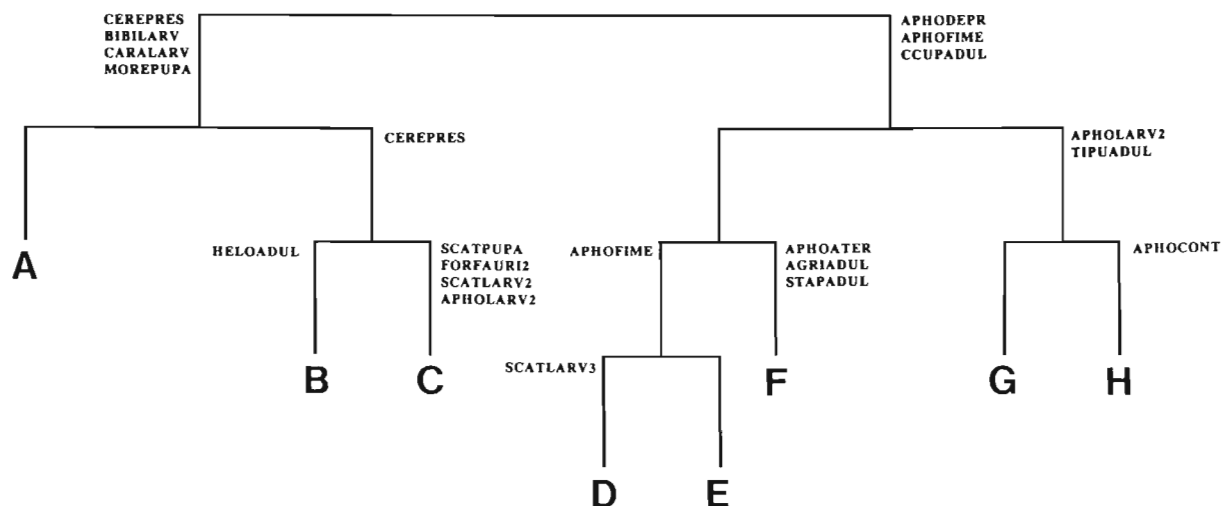 CEREPRES
BIBILARV
CARALARV
MOREPUPA
APHODEPR
APHOFIME
CCUPADUL
CEREPRES
APHOLARV2
TIPUADUL
A
HELOADUL
SCATPUPA
FORFAURI2
SCATLARV2
APHOLARV2
APHOFIME
APHOATER
AGRIADUL
STAPADUL
APHOCONT
B
C
SCATLARV3
F
G
H
D
E